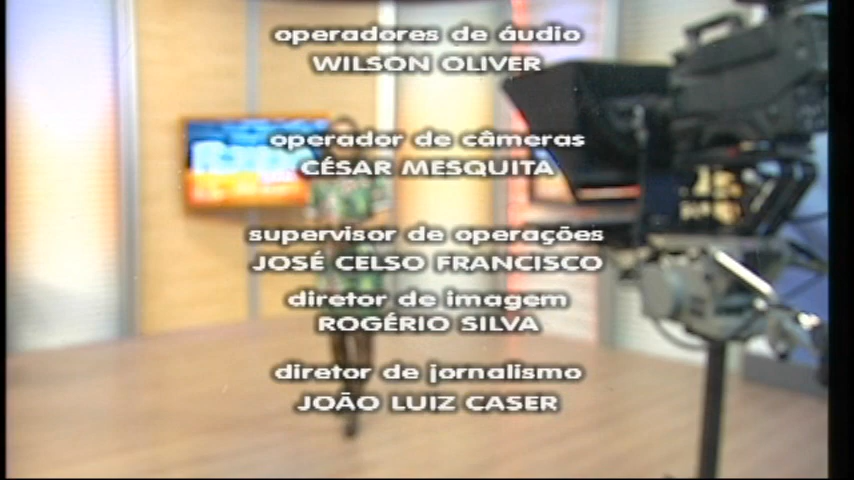 operadores de áudio
WILSON OLIVER
operador de câmeras
CÉSAR MESQUITA
supervisor de operações
JOSÉ CELSO FRANCISCO
diretor de imagem
ROGÉRIO SILVA
diretor de jornalismo
JOÃO LUIZ CASER